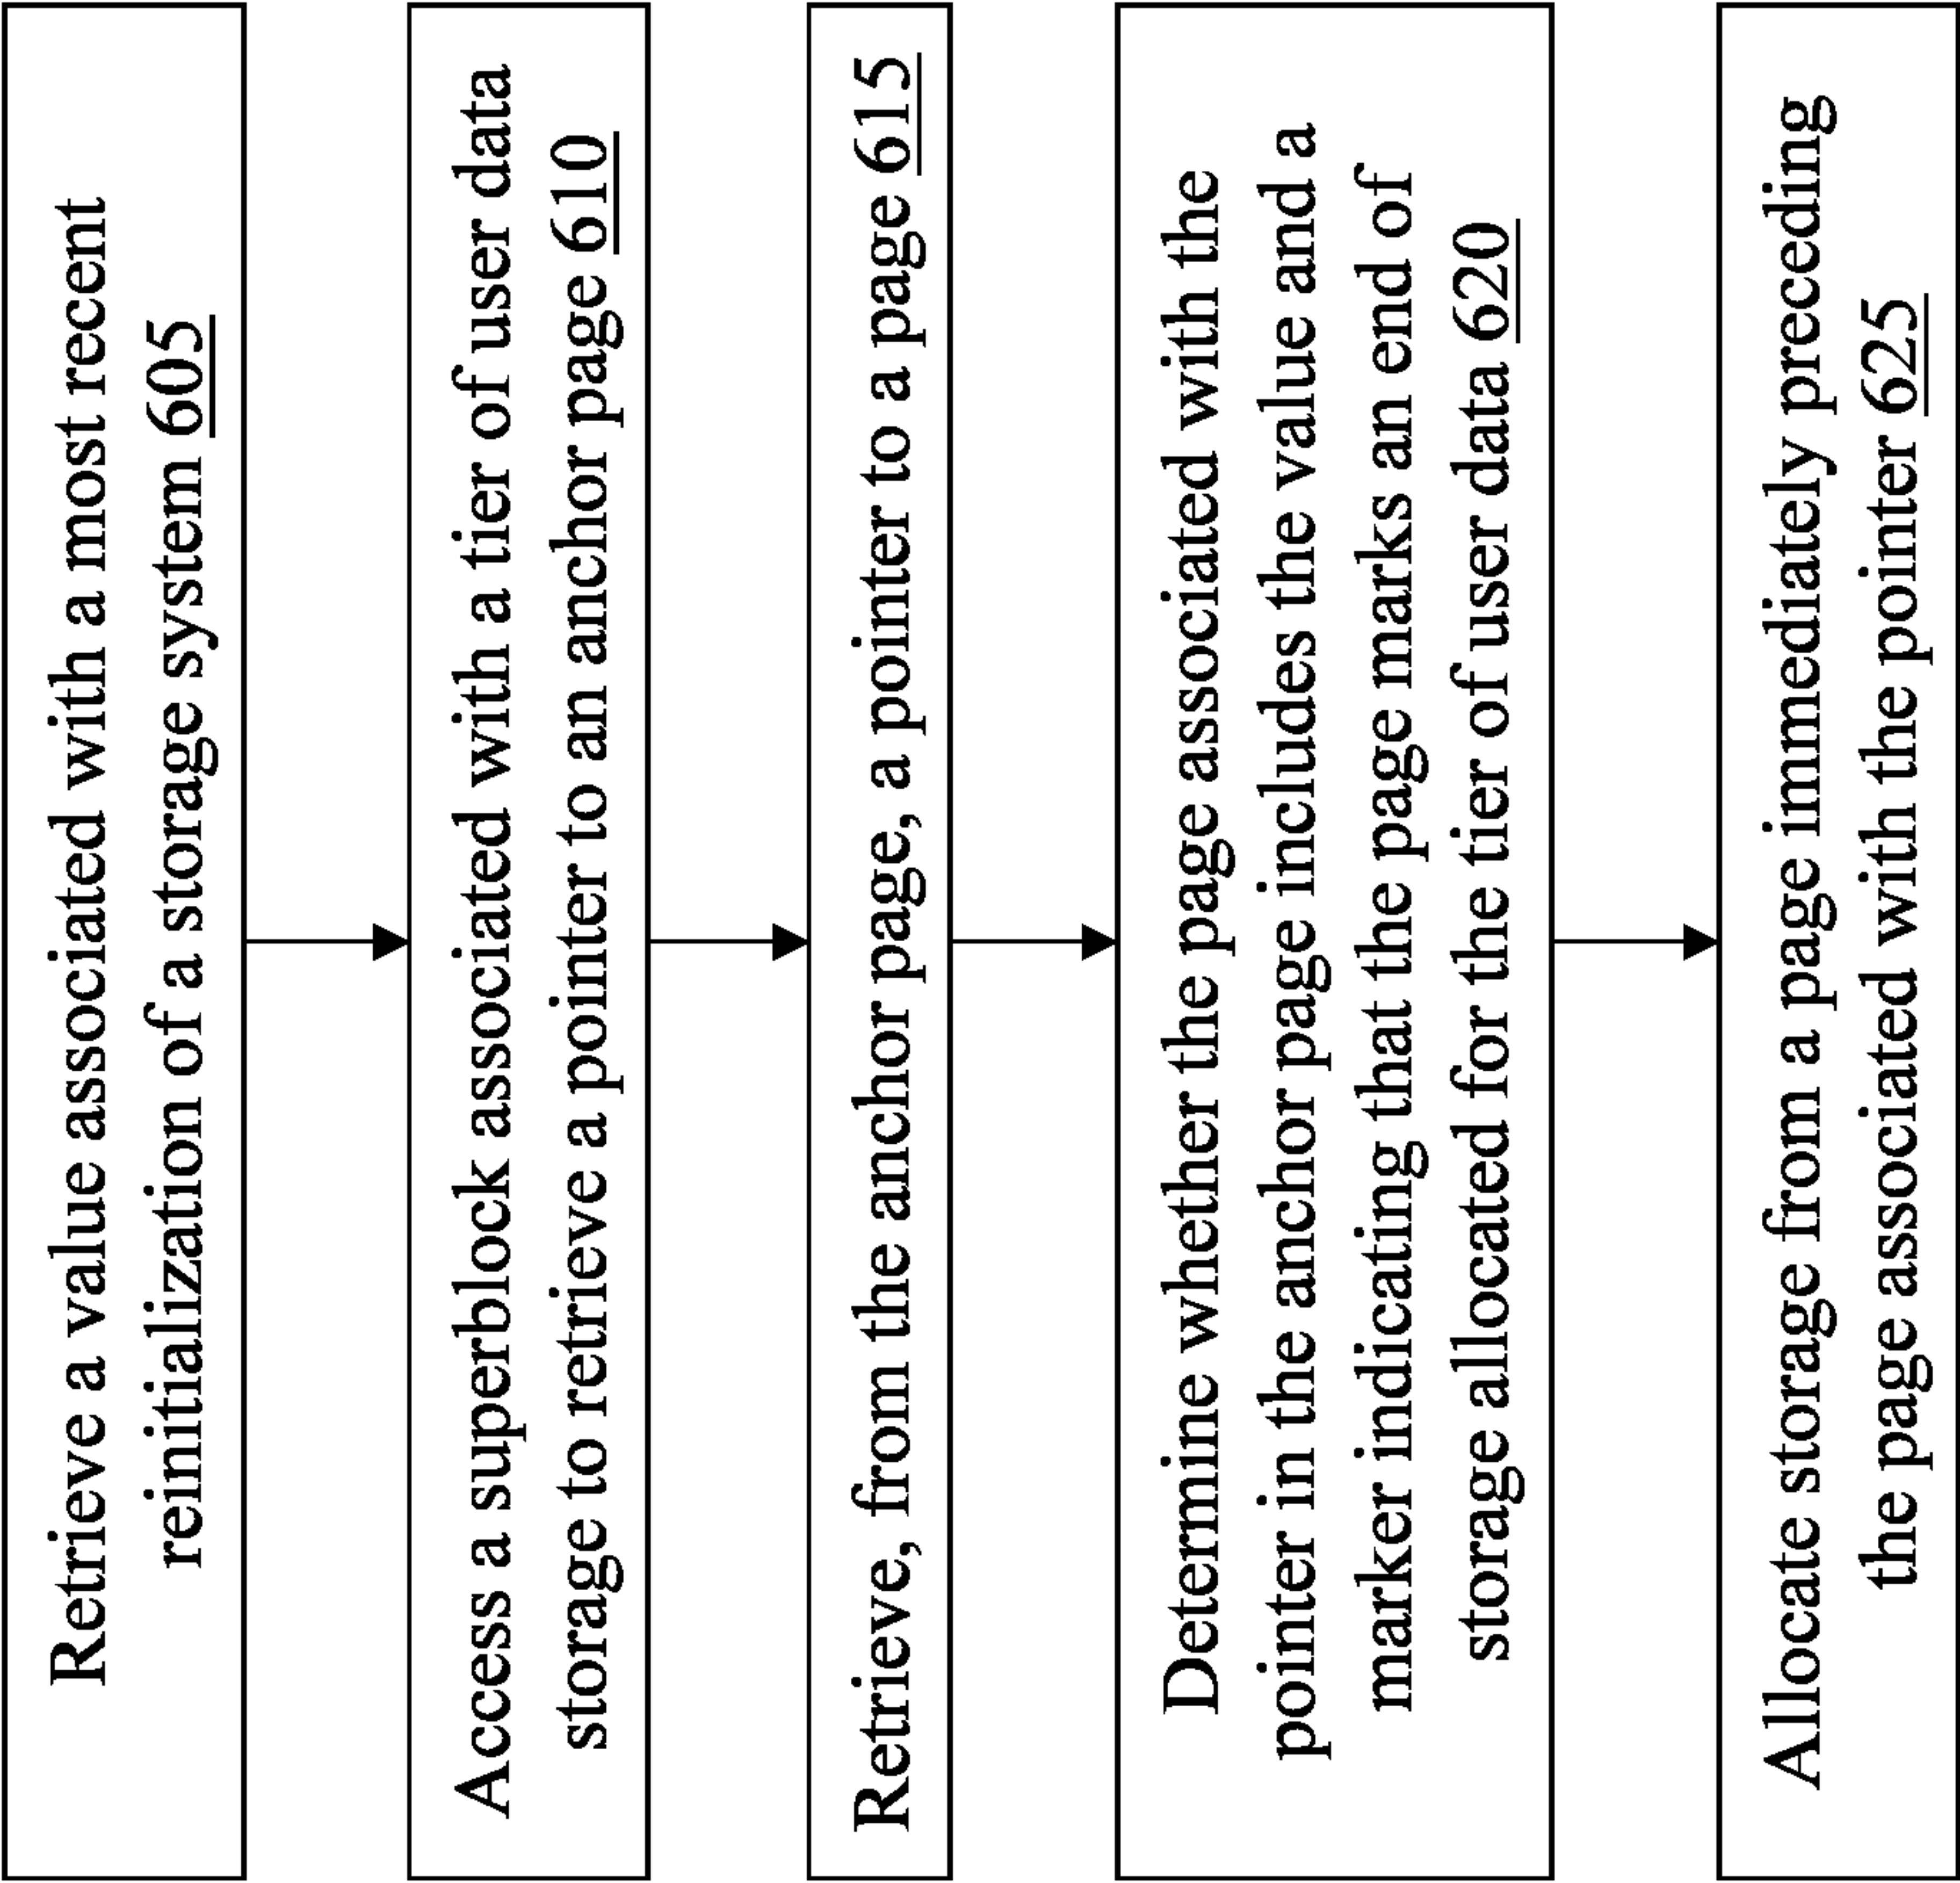 Retrieve a value associated with a most recent
reinitialization of a storage system 605
Access a superblock associated with a tier of user data
storage to retrieve a pointer to an anchor page 610
Retrieve, from the anchor page, a pointer to a page 615
Determine whether the page associated with the
pointer in the anchor page includes the value and a
marker indicating that the page marks an end of
storage allocated for the tier of user data 620
Allocate storage from a page immediately preceding
the page associated with the pointer 625